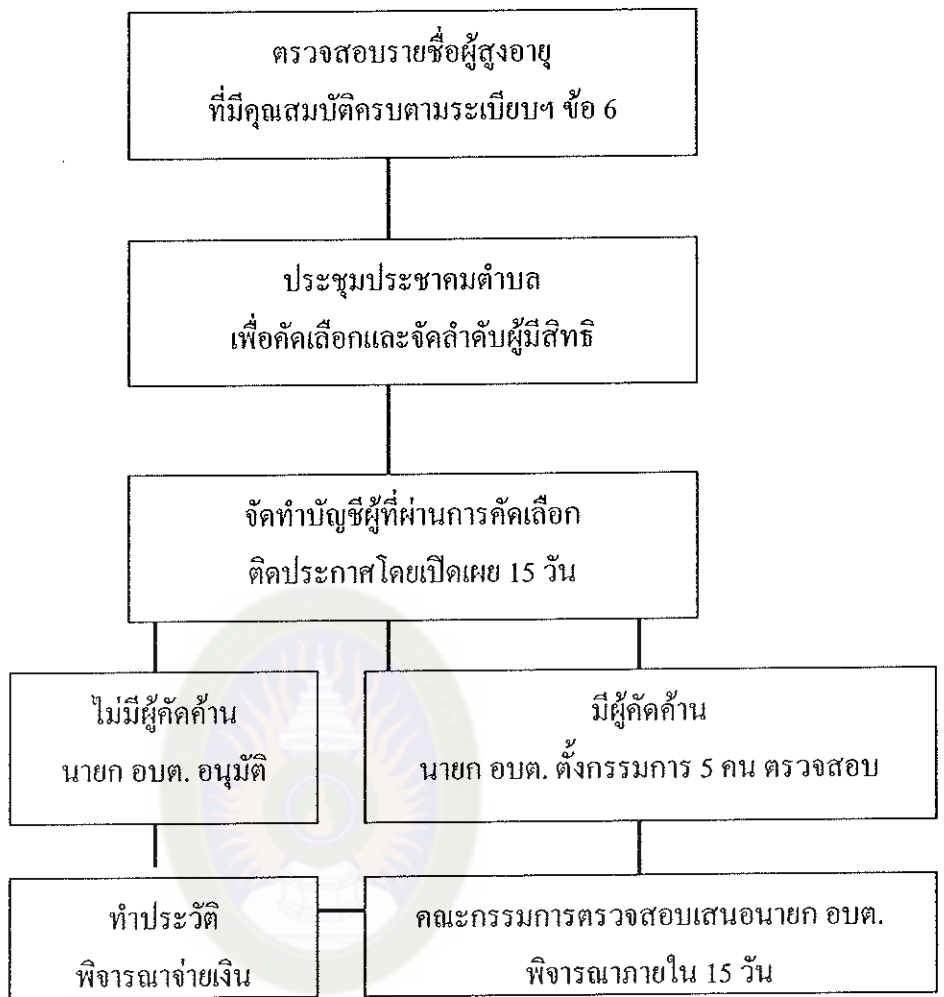 ตรวจสอบรายชื่อผู้สูงอายุ
ที่มีคุณสมบัติครบตามระเบียบฯ ข้อ 6
ประชุมประชาคมตำบล
เพื่อคัดเลือกและจัดลำดับผู้มีสิทธิ
จัดทำบัญชีผู้ที่ผ่านการคัดเลือก
ติดประกาศโดยเปิดเผย 15 วัน
ไม่มีผู้คัดค้าน
นายก อบต. อนุมัติ
มีผู้คัดค้าน
นายก อบต. ตั้งกรรมการ 5 คน ตรวจสอบ
ทำประวัติ
พิจารณาจ่ายเงิน
คณะกรรมการตรวจสอบเสนอนายก อบต.
พิจารณาภายใน 15 วัน